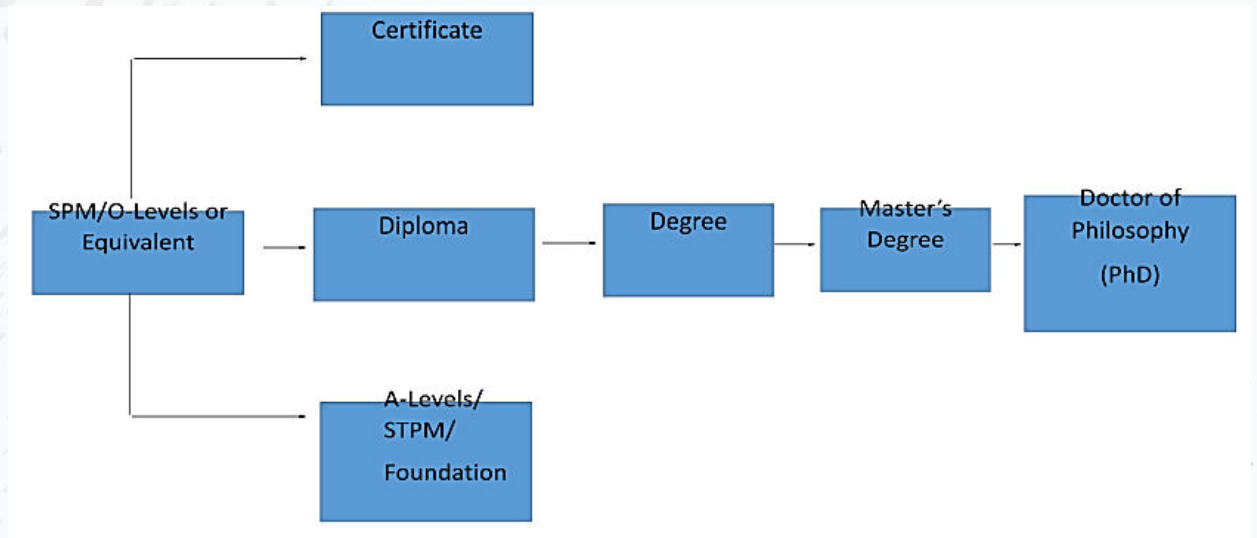 Certificate
SPM/O-Levels or
Equivalent
Diploma
Degree
Master's
Degree
Doctor of
Philosophy
(PhD)
A-Levels/
STPM/
Foundation